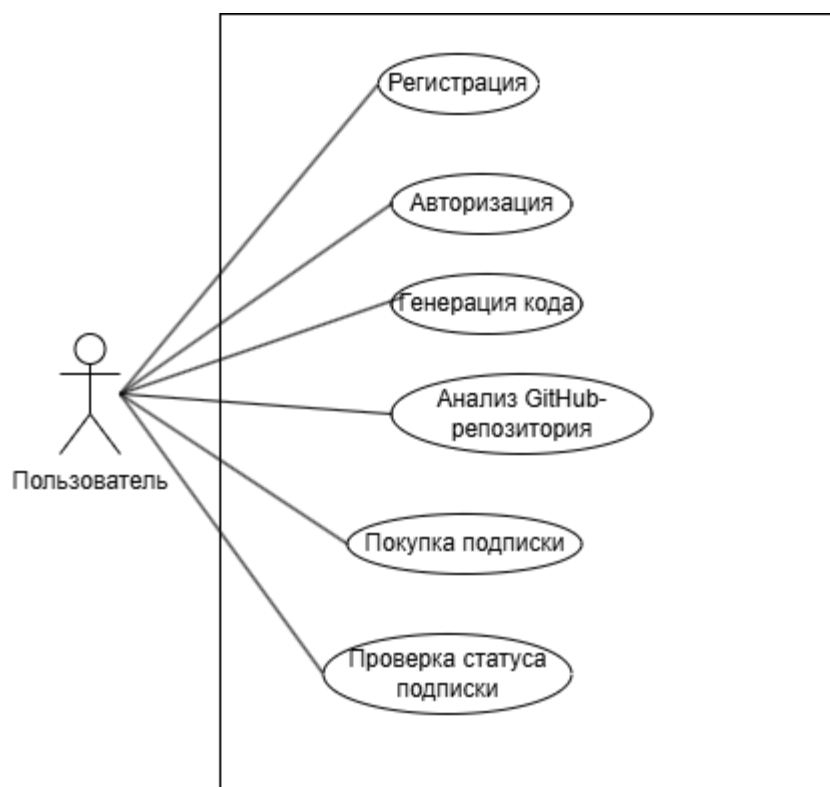 Регистрация
Авторизация
Генерация кода
Анализ GitHub-
репозитория
Пользователь
Покупка подписки
Проверка статуса
подписки